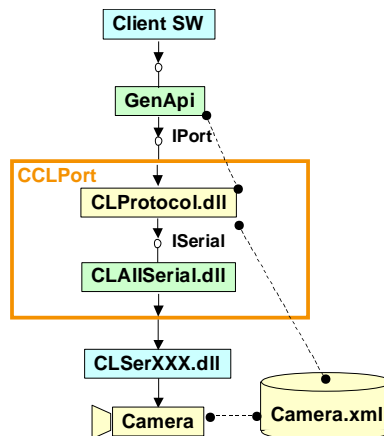 Client SW
GenApi
IPort
CCLPort
CLProtocol.dll
ISerial
CLAllSerial.dll
CLSerXXX.dll
Camera
Camera.xml